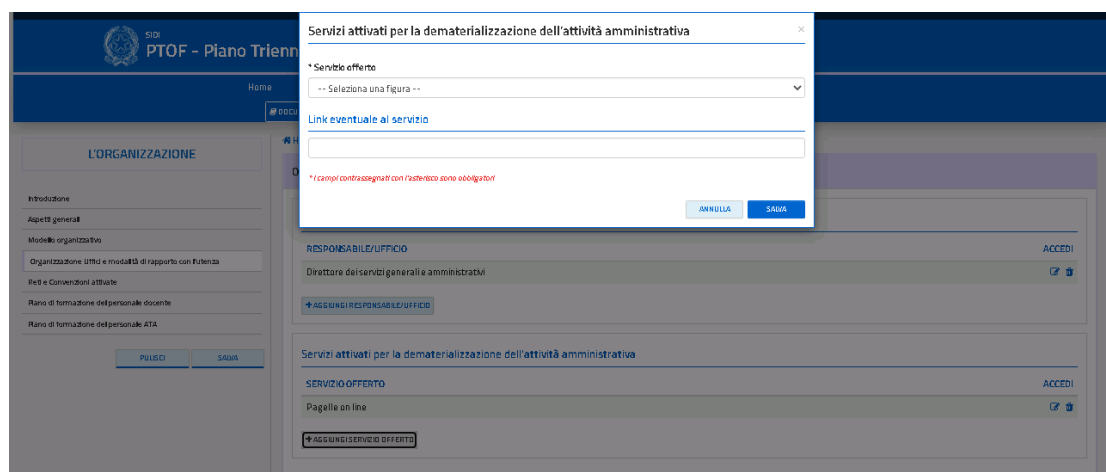 Servizi attivati per la dematerializzazione dell'attività amministrativa ×
SIDI
PTOF - Piano Trienn
* Servizio offerto
-- Seleziona una figura --
Home
DOCU
Link eventuale al servizio
H
L'ORGANIZZAZIONE
O
* I campi contrassegnati con l'asterisco sono obbligatori
ANNULLA SALVA
Introduzione
Aspetti generali
Modello organizzativo
Organizzazione Uffici e modalità di rapporto con l'utenza
Reti e Convenzioni attivate
Piano di formazione del personale docente
Piano di formazione del personale ATA
PULISCI SALVA
RESPONSABILE/UFFICIO ACCEDI
Direttore dei servizi generali e amministrativi
+ AGGIUNGI RESPONSABILE/UFFICIO
Servizi attivati per la dematerializzazione dell'attività amministrativa
SERVIZIO OFFERTO ACCEDI
Pagelle on line
+ AGGIUNGI SERVIZIO OFFERTO